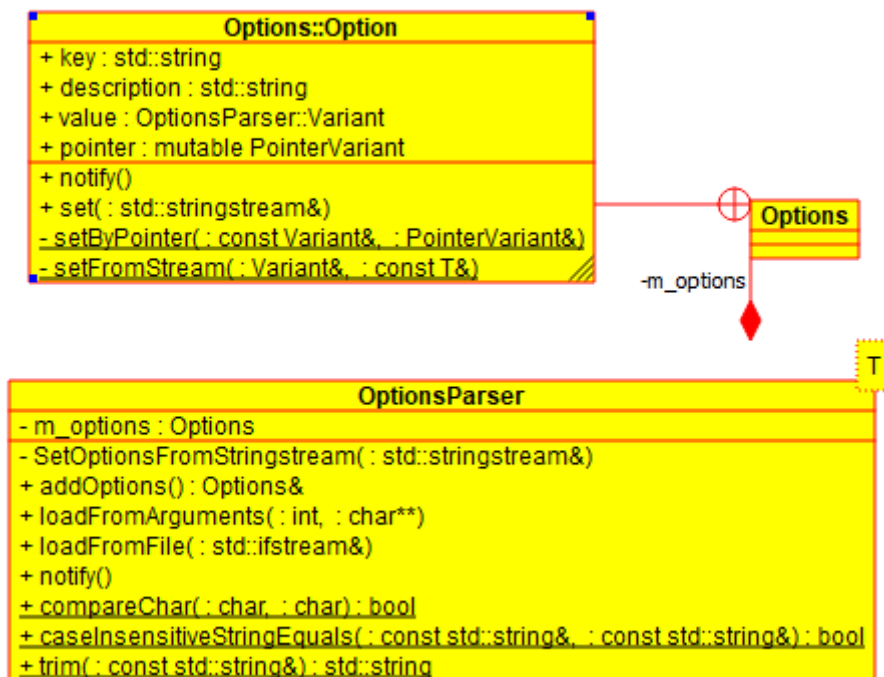 Options::Option
+ key : std::string
+ description : std::string
+ value : OptionsParser::Variant
+ pointer : mutable PointerVariant
+ notify()
+ set( : std::stringstream&)
- setByPointer( : const Variant&, : PointerVariant&)
- setFromStream( : Variant&, : const T&)
Options
-m_options
T
OptionsParser
- m_options : Options
- SetOptionsFromStringstream( : std::stringstream&)
+ addOptions() : Options&
+ loadFromArguments( : int, : char**)
+ loadFromFile( : std::ifstream&)
+ notify()
+ compareChar( : char, : char) : bool
+ caseInsensitiveStringEquals( : const std::string&, : const std::string&) : bool
+ trim( : const std::string&) : std::string